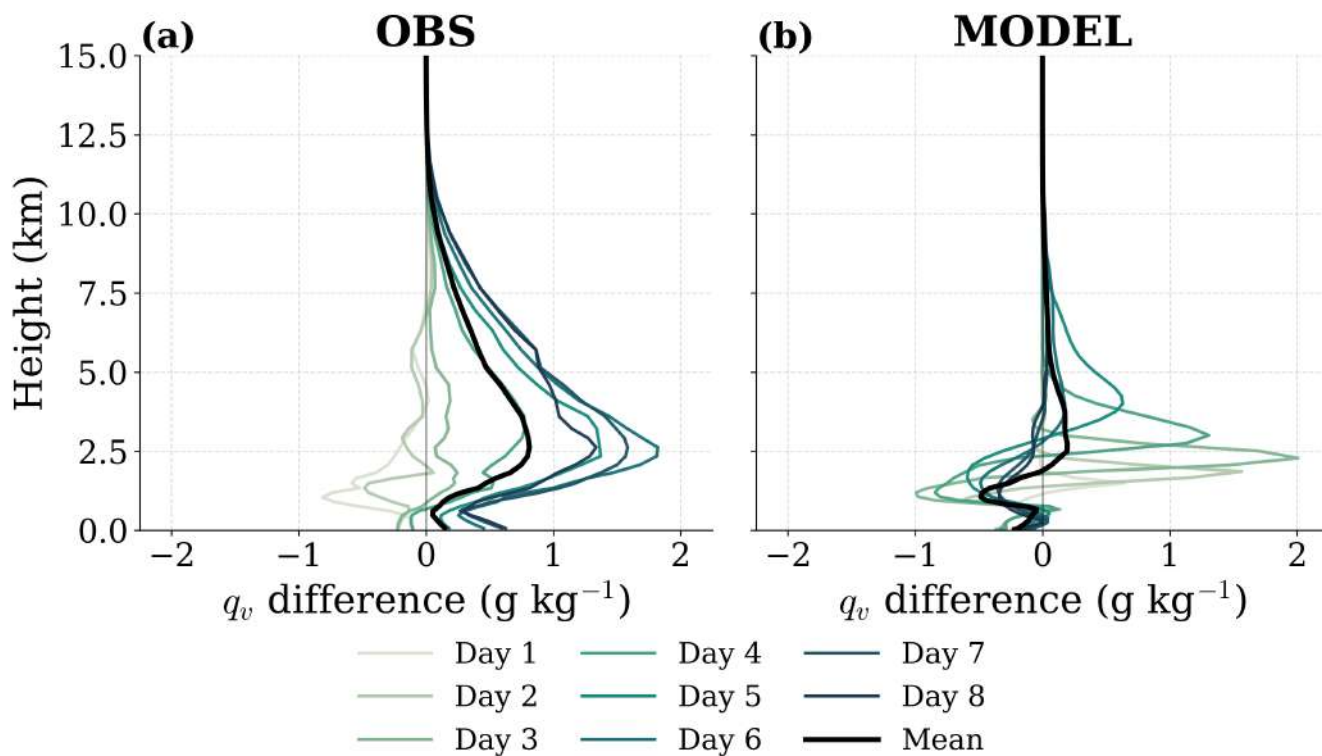 (a) OBS
(b) MODEL
Height (km)
15.0
12.5
10.0
7.5
5.0
2.5
0.0
−2 −1 0 1 2
−2 −1 0 1 2
qᵥ difference (g kg⁻¹)
qᵥ difference (g kg⁻¹)
Day 1 Day 4 Day 7
Day 2 Day 5 Day 8
Day 3 Day 6 Mean